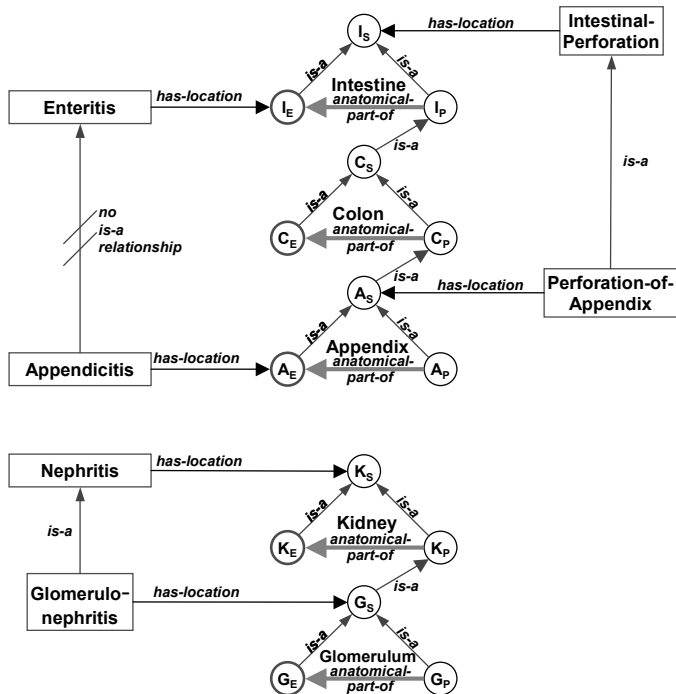 I_S
has-location
Intestinal-
Perforation
is-a
is-a
Intestine
Enteritis
has-location
I_E
anatomical-
part-of
I_P
is-a
C_S
is-a
no
is-a
relationship
is-a
is-a
Colon
C_E
anatomical-
part-of
C_P
is-a
A_S
has-location
Perforation-of-
Appendix
is-a
is-a
Appendix
Appendicitis
has-location
A_E
anatomical-
part-of
A_P
Nephritis
has-location
K_S
is-a
is-a
is-a
Kidney
K_E
anatomical-
part-of
K_P
is-a
Glomerulo-
nephritis
has-location
G_S
is-a
is-a
Glomerulum
G_E
anatomical-
part-of
G_P